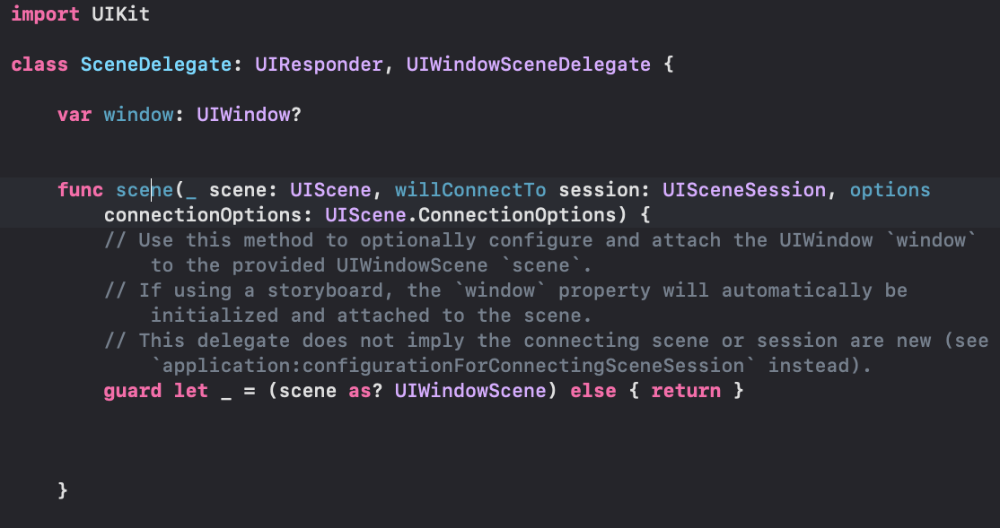 import UIKit
class SceneDelegate: UIResponder, UIWindowSceneDelegate {
var window: UIWindow?
func scene(_ scene: UIScene, willConnectTo session: UISceneSession, options
connectionOptions: UIScene.ConnectionOptions) {
// Use this method to optionally configure and attach the UIWindow `window`
to the provided UIWindowScene `scene`.
// If using a storyboard, the `window` property will automatically be
initialized and attached to the scene.
// This delegate does not imply the connecting scene or session are new (see
`application:configurationForConnectingSceneSession` instead).
guard let _ = (scene as? UIWindowScene) else { return }
}